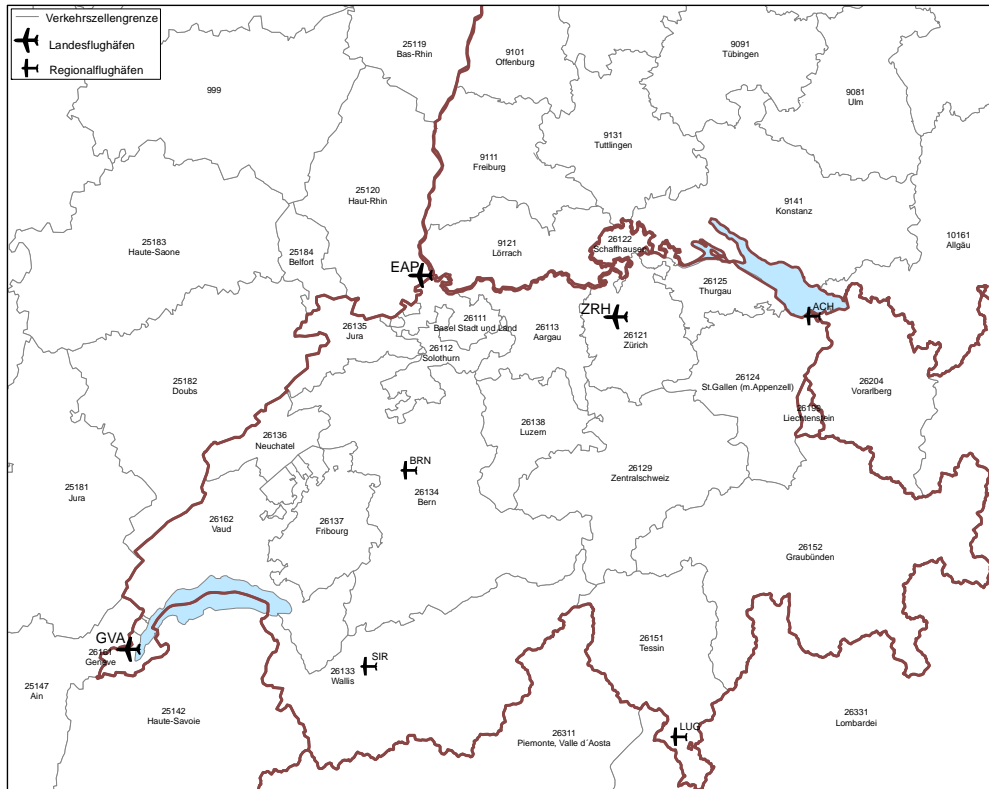 Verkehrszellengrenze
Landesflughäfen
Regionalflughäfen
25119
Bas-Rhin
9101
Offenburg
9091
Tübingen
9081
Ulm
999
9131
Tuttlingen
9111
Freiburg
25120
Haut-Rhin
9141
Konstanz
10161
Allgäu
25183
Haute-Saone
25184
Belfort
9121
Lörrach
26122
Schaffhausen
EAP
26125
Thurgau
ZRH
ACH
26135
Jura
26111
Basel Stadt und Land
26113
Aargau
26121
Zürich
26112
Solothurn
25182
Doubs
26124
St.Gallen (m.Appenzell)
26204
Vorarlberg
26195
Liechtenstein
26136
Neuchatel
26138
Luzern
BRN
26129
Zentralschweiz
25181
Jura
26134
Bern
26162
Vaud
26137
Fribourg
26152
Graubünden
GVA
26161
Genève
26151
Tessin
SIR
26133
Wallis
25147
Ain
25142
Haute-Savoie
26331
Lombardei
LUG
26311
Piemonte, Valle d´Aosta